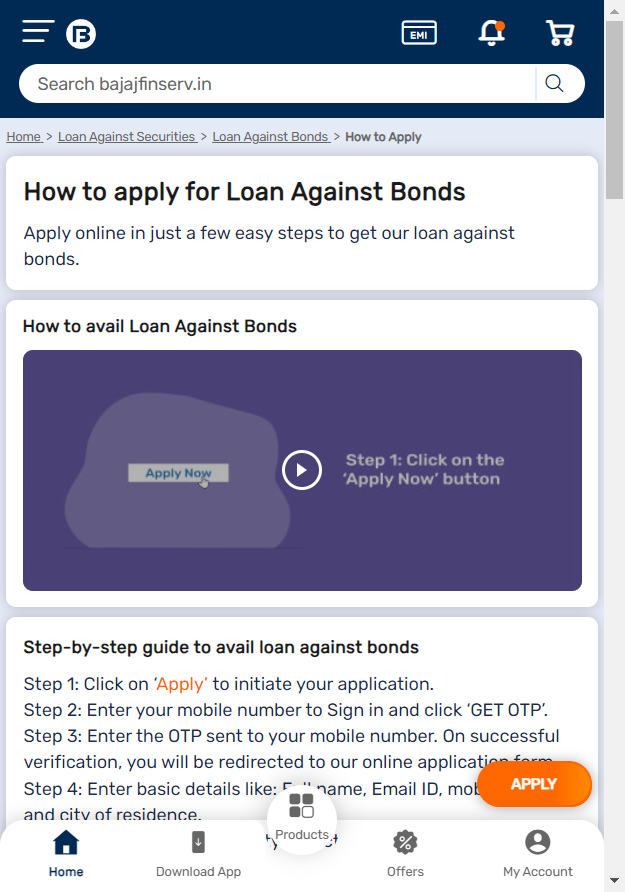 EMI
Search bajajfinserv.in
Home > Loan Against Securities > Loan Against Bonds > How to Apply
How to apply for Loan Against Bonds
Apply online in just a few easy steps to get our loan against
bonds.
How to avail Loan Against Bonds
Apply Now
Step 1: Click on the
‘Apply Now’ button
Step-by-step guide to avail loan against bonds
Step 1: Click on ‘Apply’ to initiate your application.
Step 2: Enter your mobile number to Sign in and click ‘GET OTP’.
Step 3: Enter the OTP sent to your mobile number. On successful
verification, you will be redirected to our online application form.
Step 4: Enter basic details like: Full name, Email ID,
APPLY
and city of residence.
Products
Home
Download App
Offers
My Account